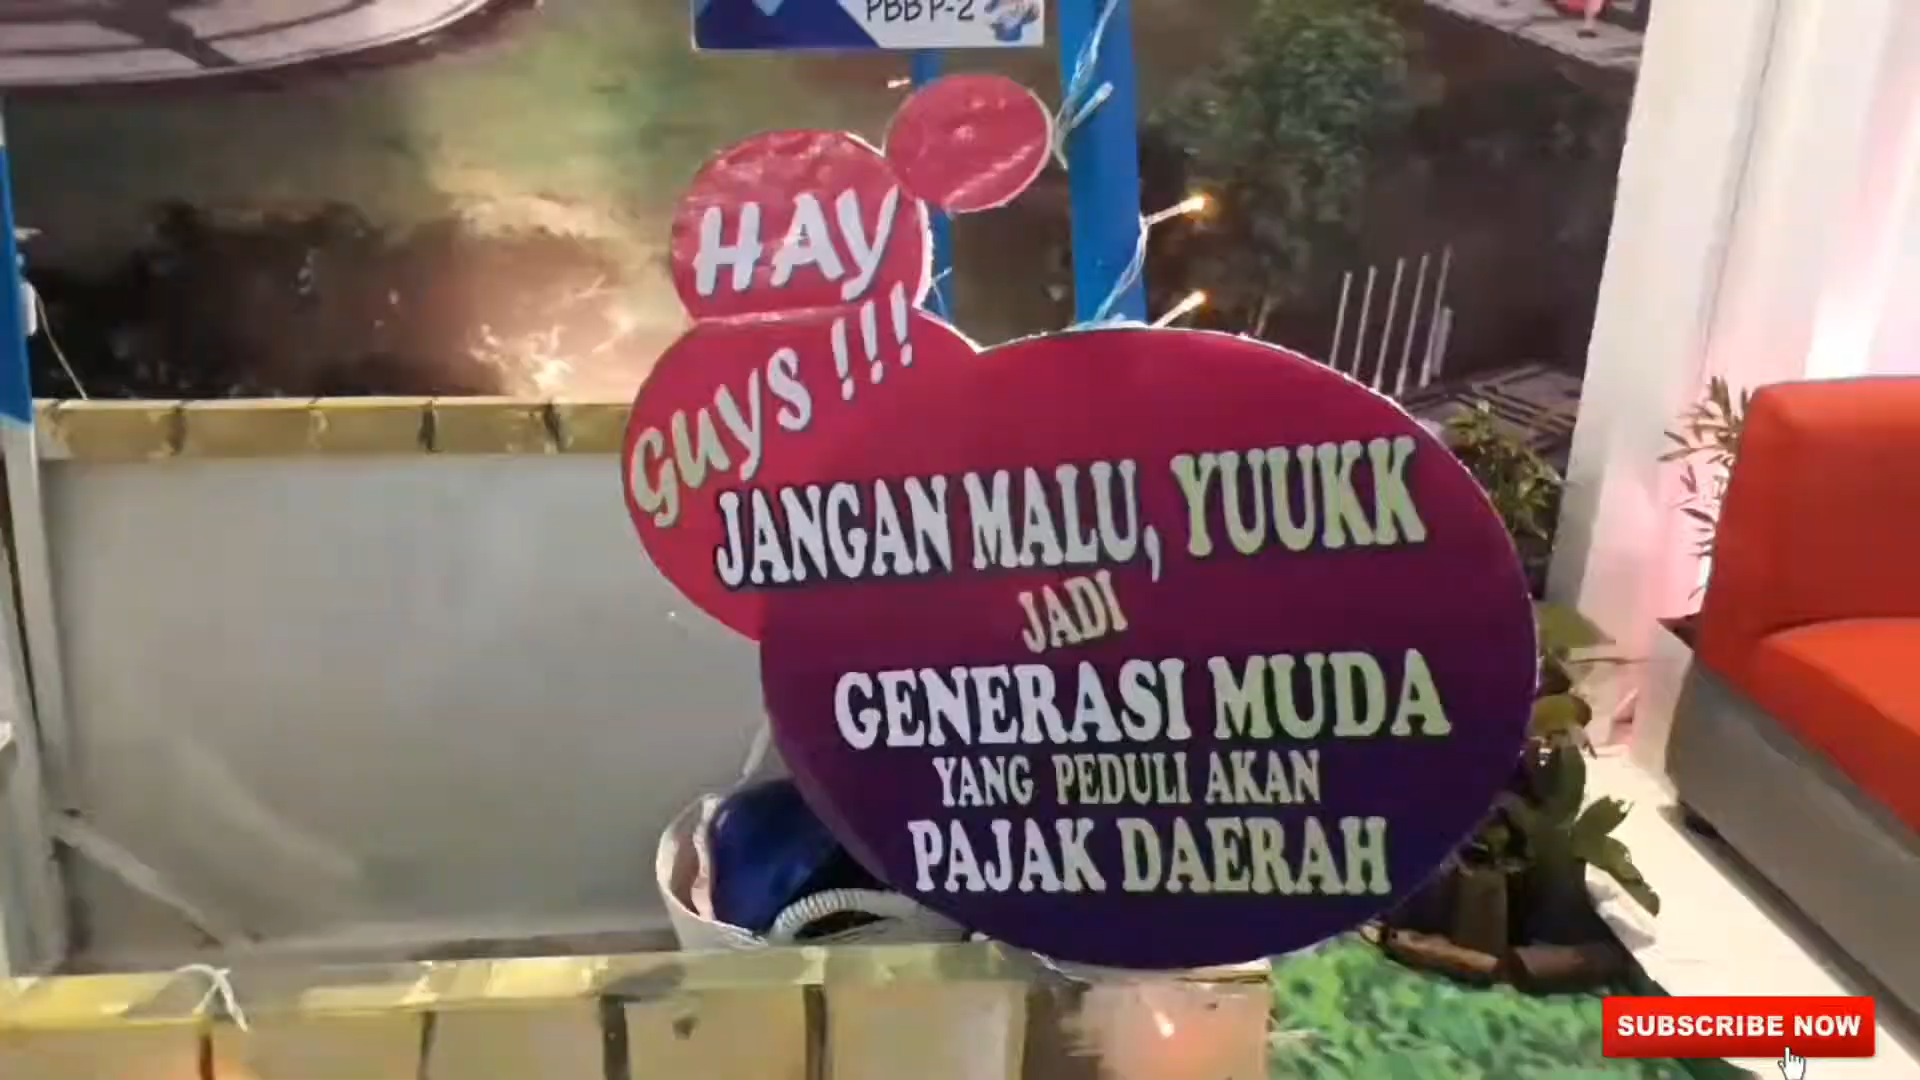 PBB P-2
HAY
GUYS !!!
JANGAN MALU, YUUKK
JADI
GENERASI MUDA
YANG PEDULI AKAN
PAJAK DAERAH
SUBSCRIBE NOW